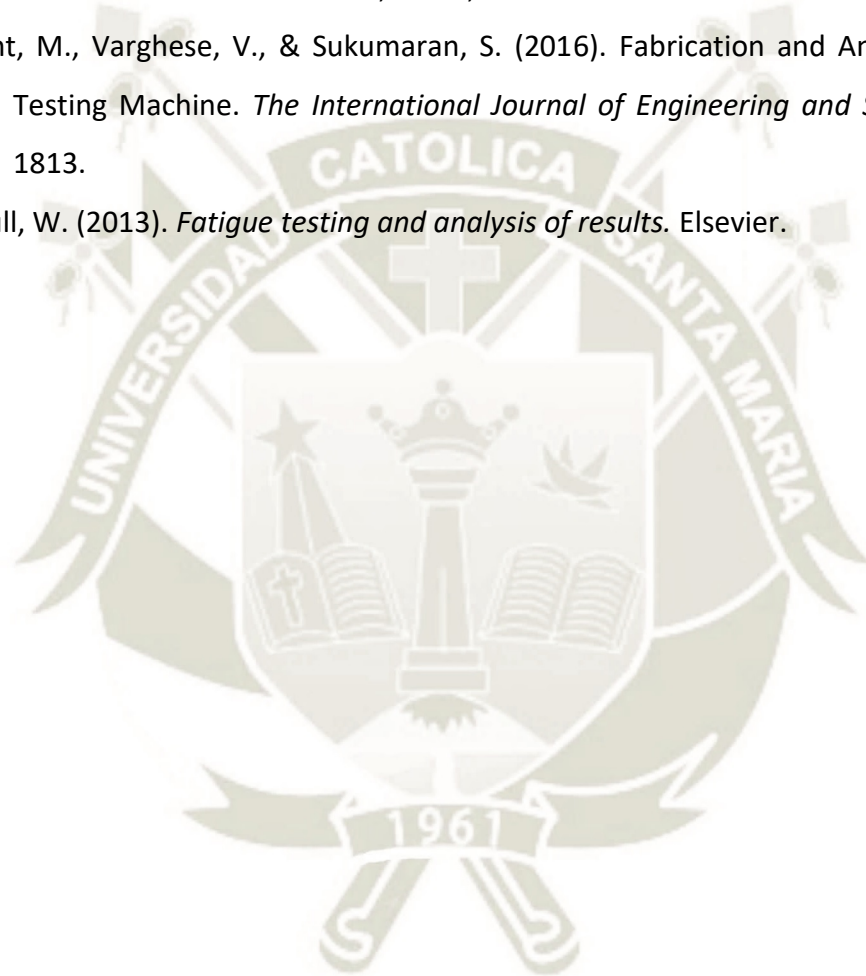 nt, M., Varghese, V., & Sukumaran, S. (2016). Fabrication and An
Testing Machine. The International Journal of Engineering and S
1813.
ll, W. (2013). Fatigue testing and analysis of results. Elsevier.
UNIVERSIDAD CATOLICA SANTA MARIA
1961